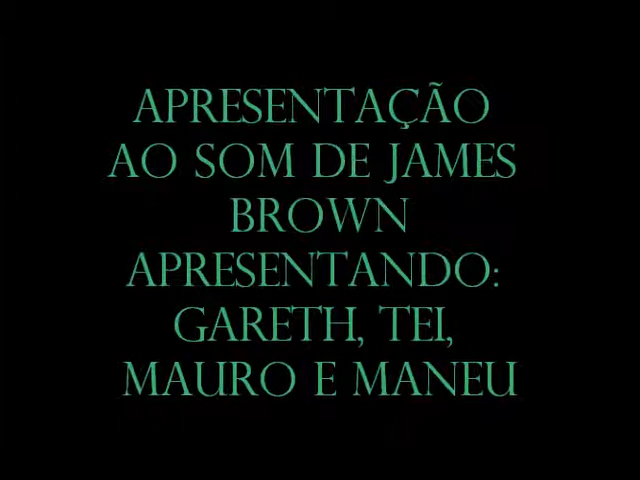 APRESENTAÇÃO
AO SOM DE JAMES
BROWN
APRESENTANDO:
GARETH, TEI,
MAURO E MANEU